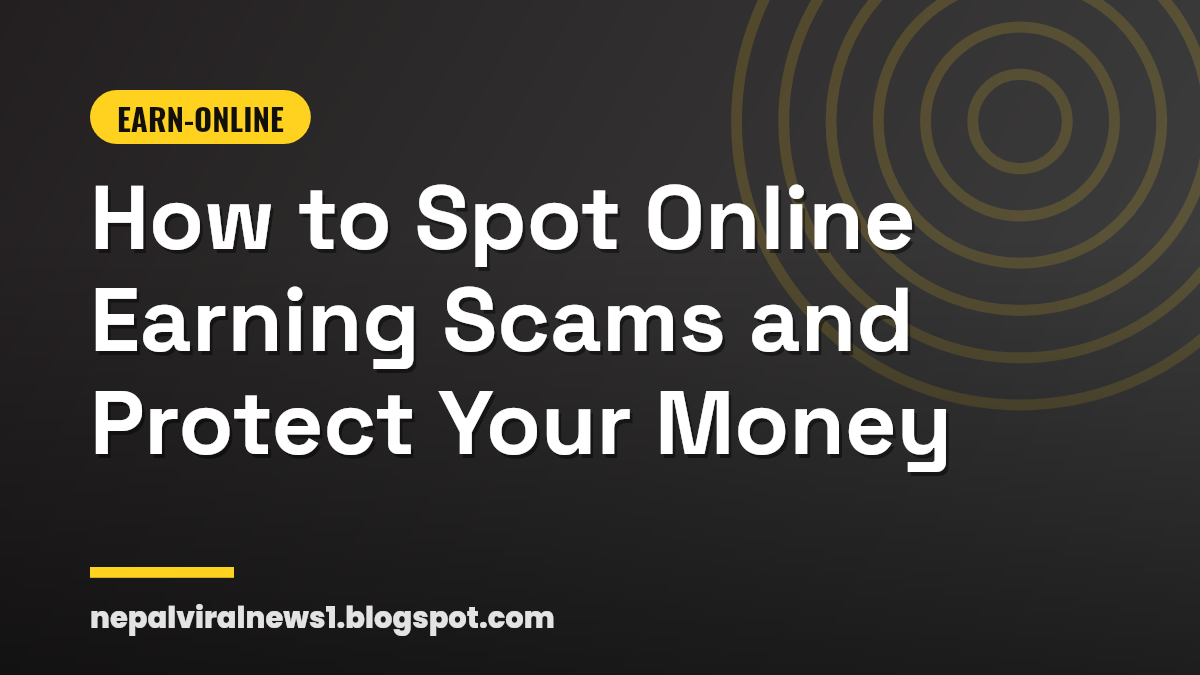 EARN-ONLINE
How to Spot Online
Earning Scams and
Protect Your Money
nepalviralnews1.blogspot.com